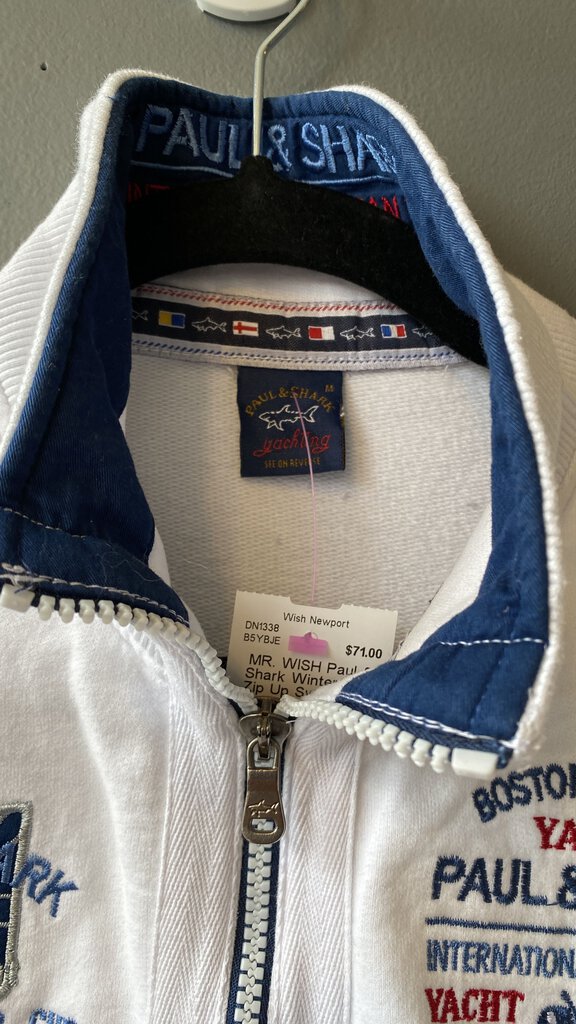 PAUL & SHARK
PAUL & SHARK
M
yachting
SEE ON REVERSE
Wish Newport
DN1338
B5YBJE
$71.00
MR. WISH Paul
Shark Winter
Zip Up
BOSTON
PAUL &
INTERNATION
YACHT
ARK